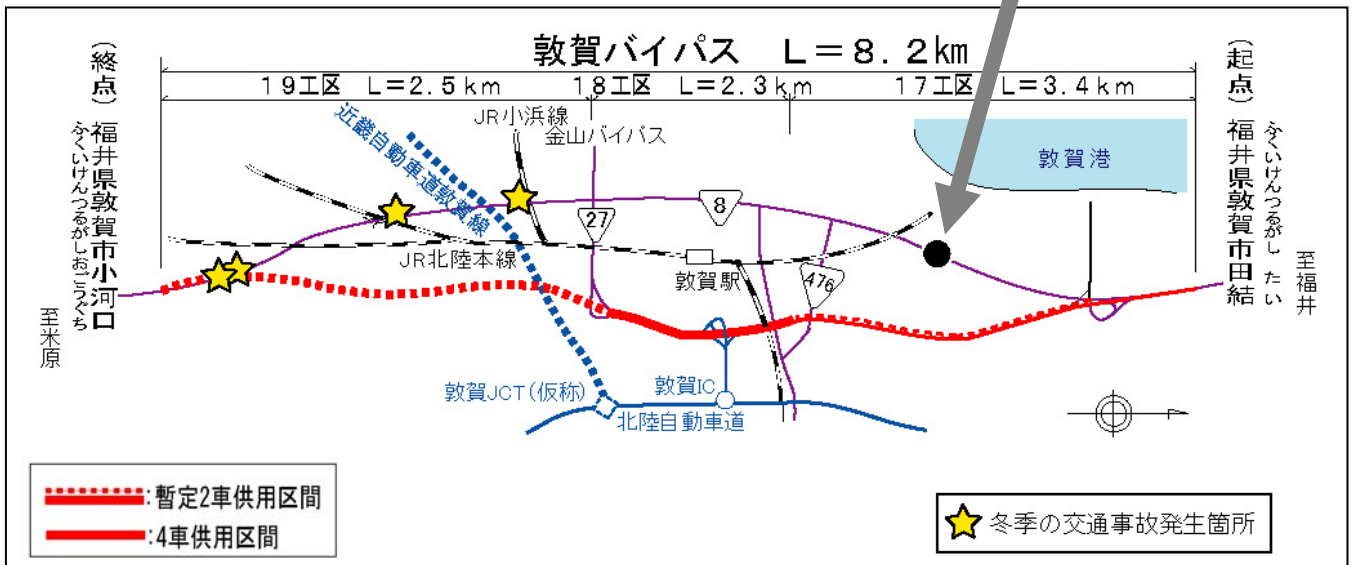 敦賀バイパス L=8.2km
19工区 L=2.5km
18工区 L=2.3km
17工区 L=3.4km
(終点)福井県敦賀市小河口
ふくいけんつるがしおごうぐち
至米原
(起点)福井県敦賀市田結
ふくいけんつるがし たい
至福井
JR小浜線
金山バイパス
近畿自動車道敦賀線
敦賀港
27
8
476
JR北陸本線
敦賀駅
敦賀JCT(仮称)
敦賀IC
北陸自動車道
:暫定2車供用区間
:4車供用区間
冬季の交通事故発生箇所